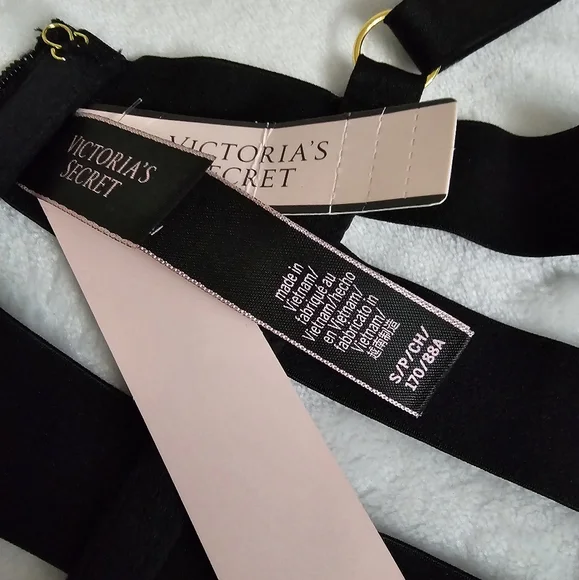 VICTORIA'S
SECRET
VICTORIA'S
SECRET
made in
Vietnam/
fabriqué au
Vietnam/hecho
en Vietnam/
fabbricato in
Vietnam/
越南制造
S/P/CH/
170/88A